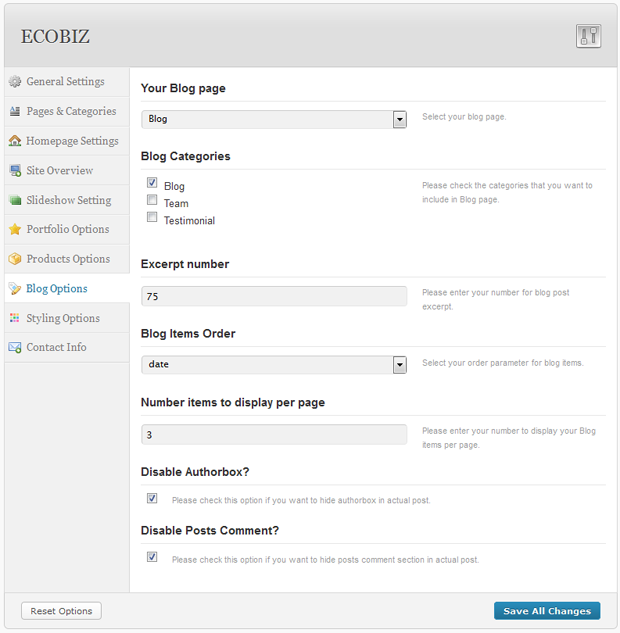 ECOBIZ
General Settings
Pages & Categories
Homepage Settings
Site Overview
Slideshow Setting
Portfolio Options
Products Options
Blog Options
Styling Options
Contact Info
Your Blog page
Blog
Select your blog page.
Blog Categories
Blog
Team
Testimonial
Please check the categories that you want to
include in Blog page.
Excerpt number
75
Please enter your number for blog post
excerpt.
Blog Items Order
date
Select your order parameter for blog items.
Number items to display per page
3
Please enter your number to display your Blog
items per page.
Disable Authorbox?
Please check this option if you want to hide authorbox in actual post.
Disable Posts Comment?
Please check this option if you want to hide posts comment section in actual post.
Reset Options
Save All Changes